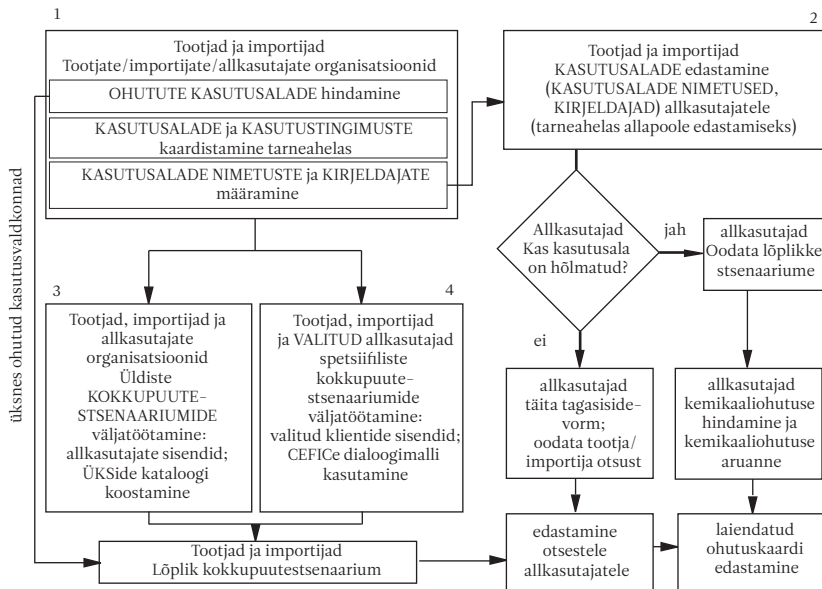 1
Tootjad ja importijad
Tootjate/importijate/allkasutajate organisatsioonid
OHUTUTE KASUTUSALADE hindamine
KASUTUSALADE ja KASUTUSTINGIMUSTE
kaardistamine tarneahelas
KASUTUSALADE NIMETUSTE ja KIRJELDAJATE
määramine
2
Tootjad ja importijad
KASUTUSALADE edastamine
(KASUTUSALADE NIMETUSED,
KIRJELDAJAD) allkasutajatele
(tarneahelas allapoole edastamiseks)
üksnes ohutud kasutusvaldkonnad
Allkasutajad
Kas kasutusala
on hõlmatud?
jah
allkasutajad
Oodata lõplikke
stsenaariume
ei
3
Tootjad, importijad ja
allkasutajate
organisatsioonid
Üldiste
KOKKUPUUTE-
STSENAARIUMIDE
väljatöötamine:
allkasutajate sisendid;
ÜKSide kataloogi
koostamine
4
Tootjad, importijad
ja VALITUD allkasutajad
spetsiifiliste
kokkupuute-
stsenaariumide
väljatöötamine:
valitud klientide sisendid;
CEFICe dialoogimalli
kasutamine
allkasutajad
täita tagasiside-
vorm;
oodata tootja/
importija otsust
allkasutajad
kemikaaliohutuse
hindamine ja
kemikaaliohutuse
aruanne
Tootjad ja importijad
Lõplik kokkupuutestsenaarium
edastamine
otsestele
allkasutajatele
laiendatud
ohutuskaardi
edastamine